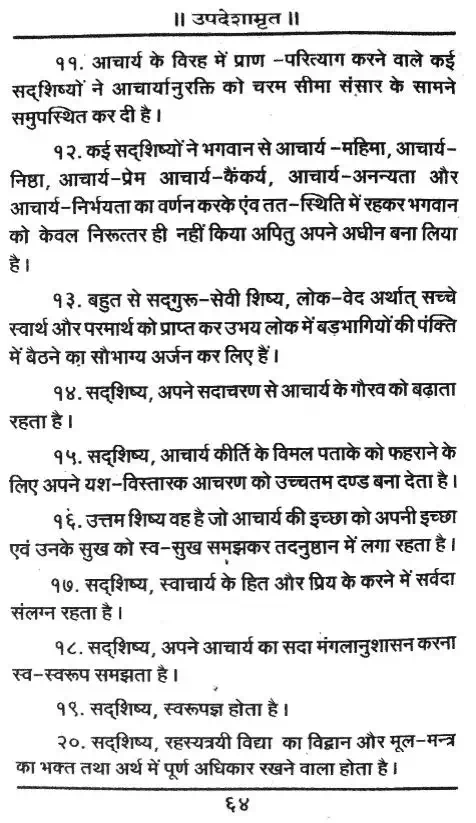 ॥ उपदेशामृत ॥
११. आचार्य के विरह में प्राण -परित्याग करने वाले कई
सद्शिष्यों ने आचार्यानुरक्ति को चरम सीमा संसार के सामने
समुपस्थित कर दी है ।
१२. कई सद्शिष्यों ने भगवान से आचार्य -महिमा, आचार्य-
निष्ठा, आचार्य-प्रेम आचार्य-कैंकर्य, आचार्य-अनन्यता और
आचार्य-निर्भयता का वर्णन करके एंव तत-स्थिति में रहकर भगवान
को केवल निरूत्तर ही नहीं किया अपितु अपने अधीन बना लिया
है ।
१३. बहुत से सद्गुरू-सेवी शिष्य, लोक-वेद अर्थात् सच्चे
स्वार्थ और परमार्थ को प्राप्त कर उभय लोक में बड़भागियों की पंक्ति
में बैठने का सौभाग्य अर्जन कर लिए हैं ।
१४. सद्शिष्य, अपने सदाचरण से आचार्य के गौरव को बढ़ाता
रहता है ।
१५. सद्शिष्य, आचार्य कीर्ति के विमल पताके को फहराने के
लिए अपने यश-विस्तारक आचरण को उच्चतम दण्ड बना देता है ।
१६. उत्तम शिष्य वह है जो आचार्य की इच्छा को अपनी इच्छा
एवं उनके सुख को स्व-सुख समझकर तदनुष्ठान में लगा रहता है ।
१७. सद्शिष्य, स्वाचार्य के हित और प्रिय के करने में सर्वदा
संलग्न रहता है ।
१८. सद्शिष्य, अपने आचार्य का सदा मंगलानुशासन करना
स्व-स्वरूप समझता है ।
१९. सद्शिष्य, स्वरूपज्ञ होता है ।
२०. सद्शिष्य, रहस्यत्रयी विद्या का विद्वान और मूल-मन्त्र
का भक्त तथा अर्थ में पूर्ण अधिकार रखने वाला होता है ।
६४